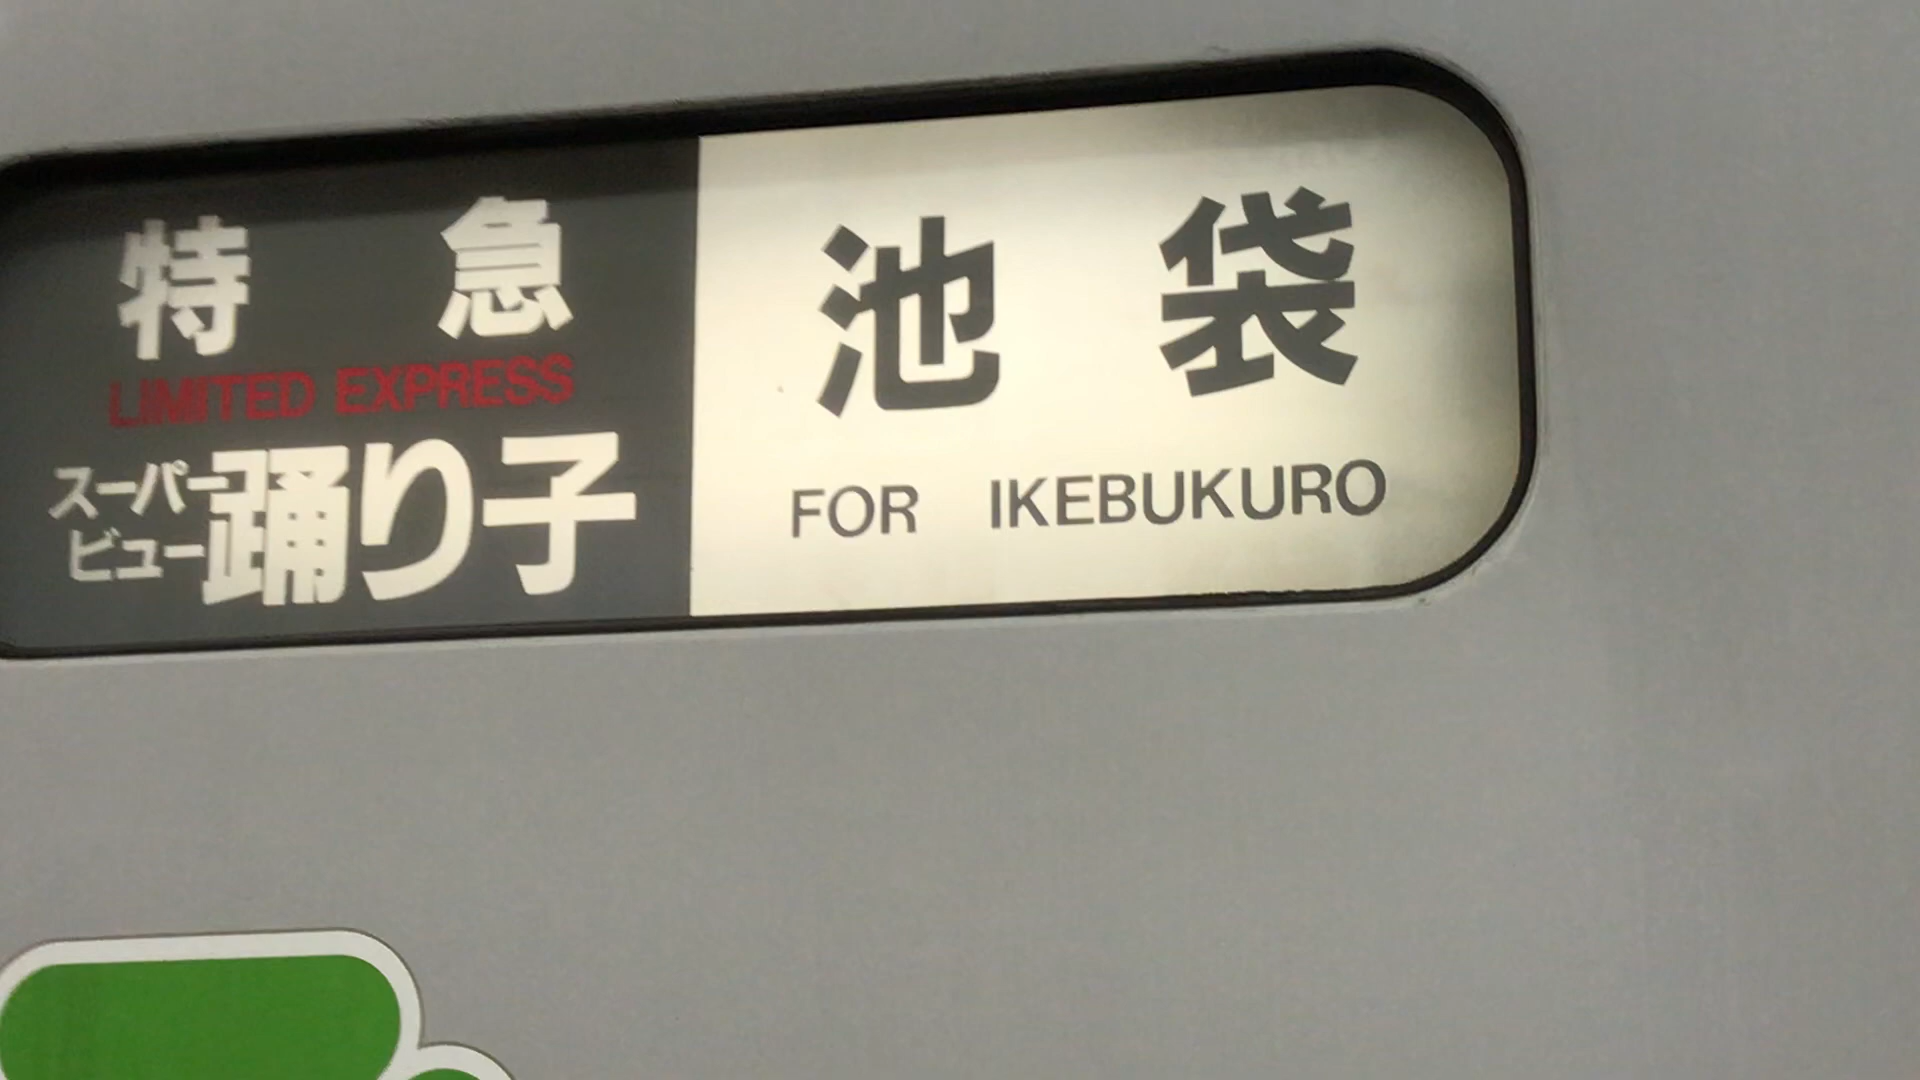 特急
LIMITED EXPRESS
スーパー
ビュー
踊り子
池袋
FOR IKEBUKURO